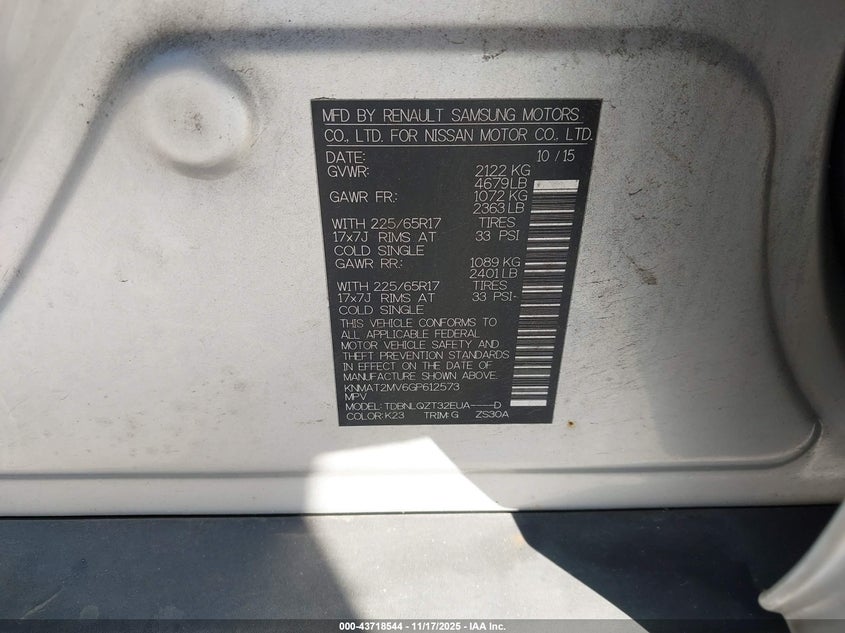 MFD BY RENAULT SAMSUNG MOTORS
CO., LTD. FOR NISSAN MOTOR CO., LTD.
DATE: 10 / 15
GVWR: 2122 KG
4679LB
GAWR FR.: 1072 KG
2363LB
WITH 225/65R17 TIRES
17x7J RIMS AT 33 PSI
COLD SINGLE
GAWR RR.: 1089 KG
2401LB
WITH 225/65R17 TIRES
17x7J RIMS AT 33 PSI-
COLD SINGLE
THIS VEHICLE CONFORMS TO
ALL APPLICABLE FEDERAL
MOTOR VEHICLE SAFETY AND
THEFT PREVENTION STANDARDS
IN EFFECT ON THE DATE OF
MANUFACTURE SHOWN ABOVE.
KNMAT2MV6GP612573
MPV
MODEL: TDBNLQZT32EUA----D
COLOR: K23 TRIM: G ZS30A
000-43718544 - 11/17/2025 - IAA Inc.